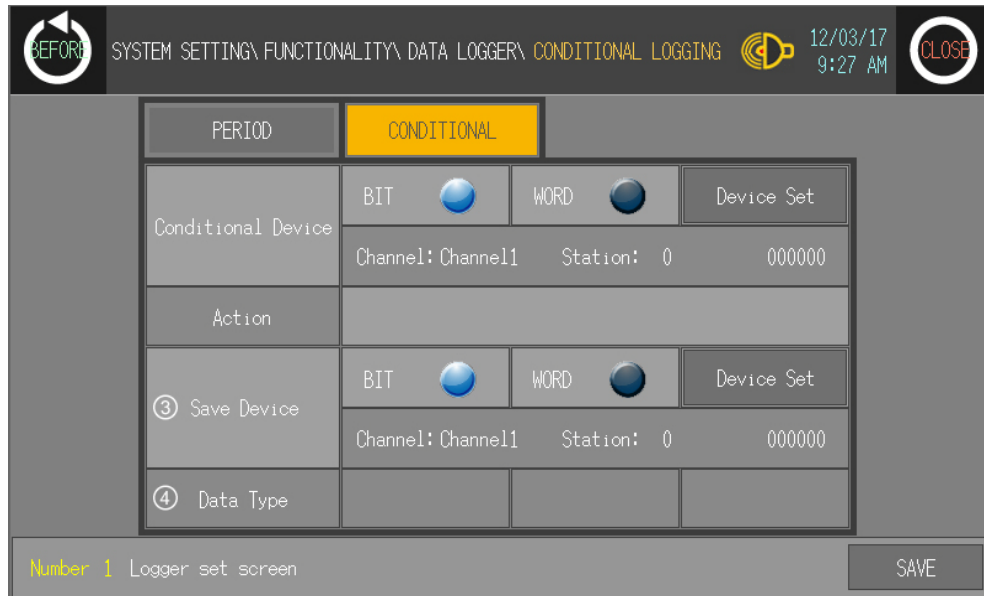 BEFORE SYSTEM SETTING\ FUNCTIONALITY\ DATA LOGGER\ CONDITIONAL LOGGING 12/03/17 9:27 AM CLOSE
PERIOD CONDITIONAL
Conditional Device BIT WORD Device Set
Channel: Channel1 Station: 0 000000
Action
③ Save Device BIT WORD Device Set
Channel: Channel1 Station: 0 000000
④ Data Type
Number 1 Logger set screen SAVE